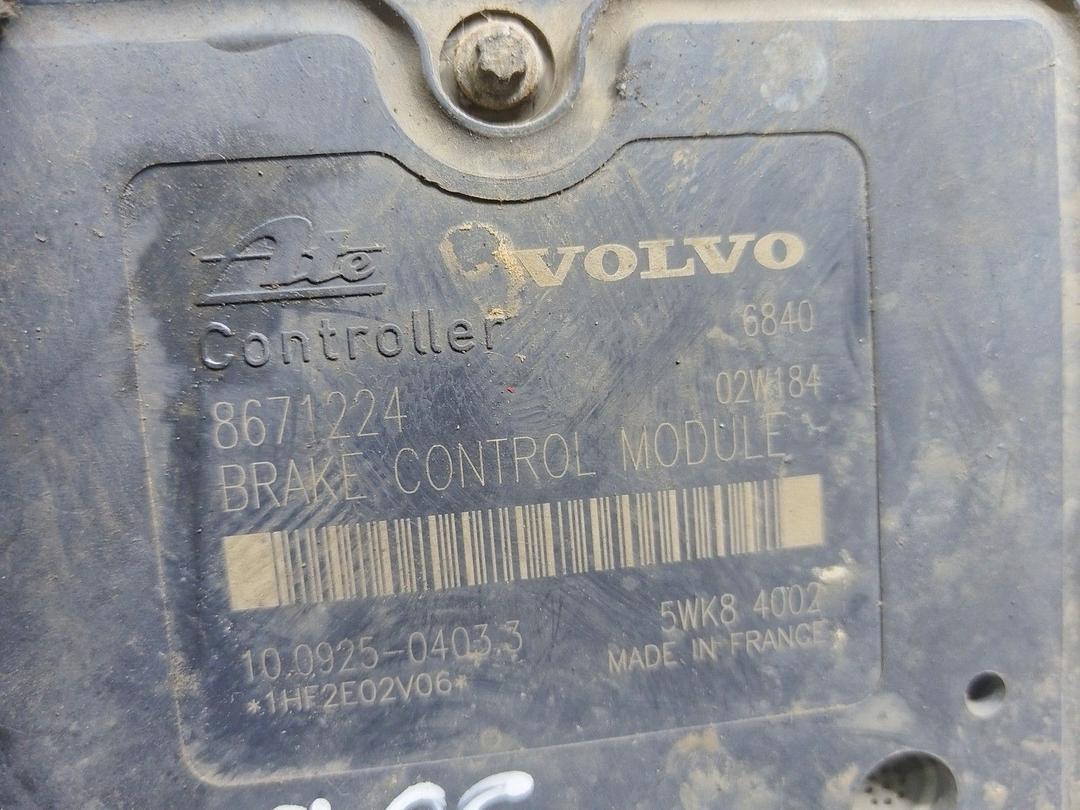 Ate VOLVO
Controller 6840
8671224 02W184
BRAKE CONTROL MODULE
10.0925-0403.3 5WK8 4002
*1HF2E02V06* MADE IN FRANCE